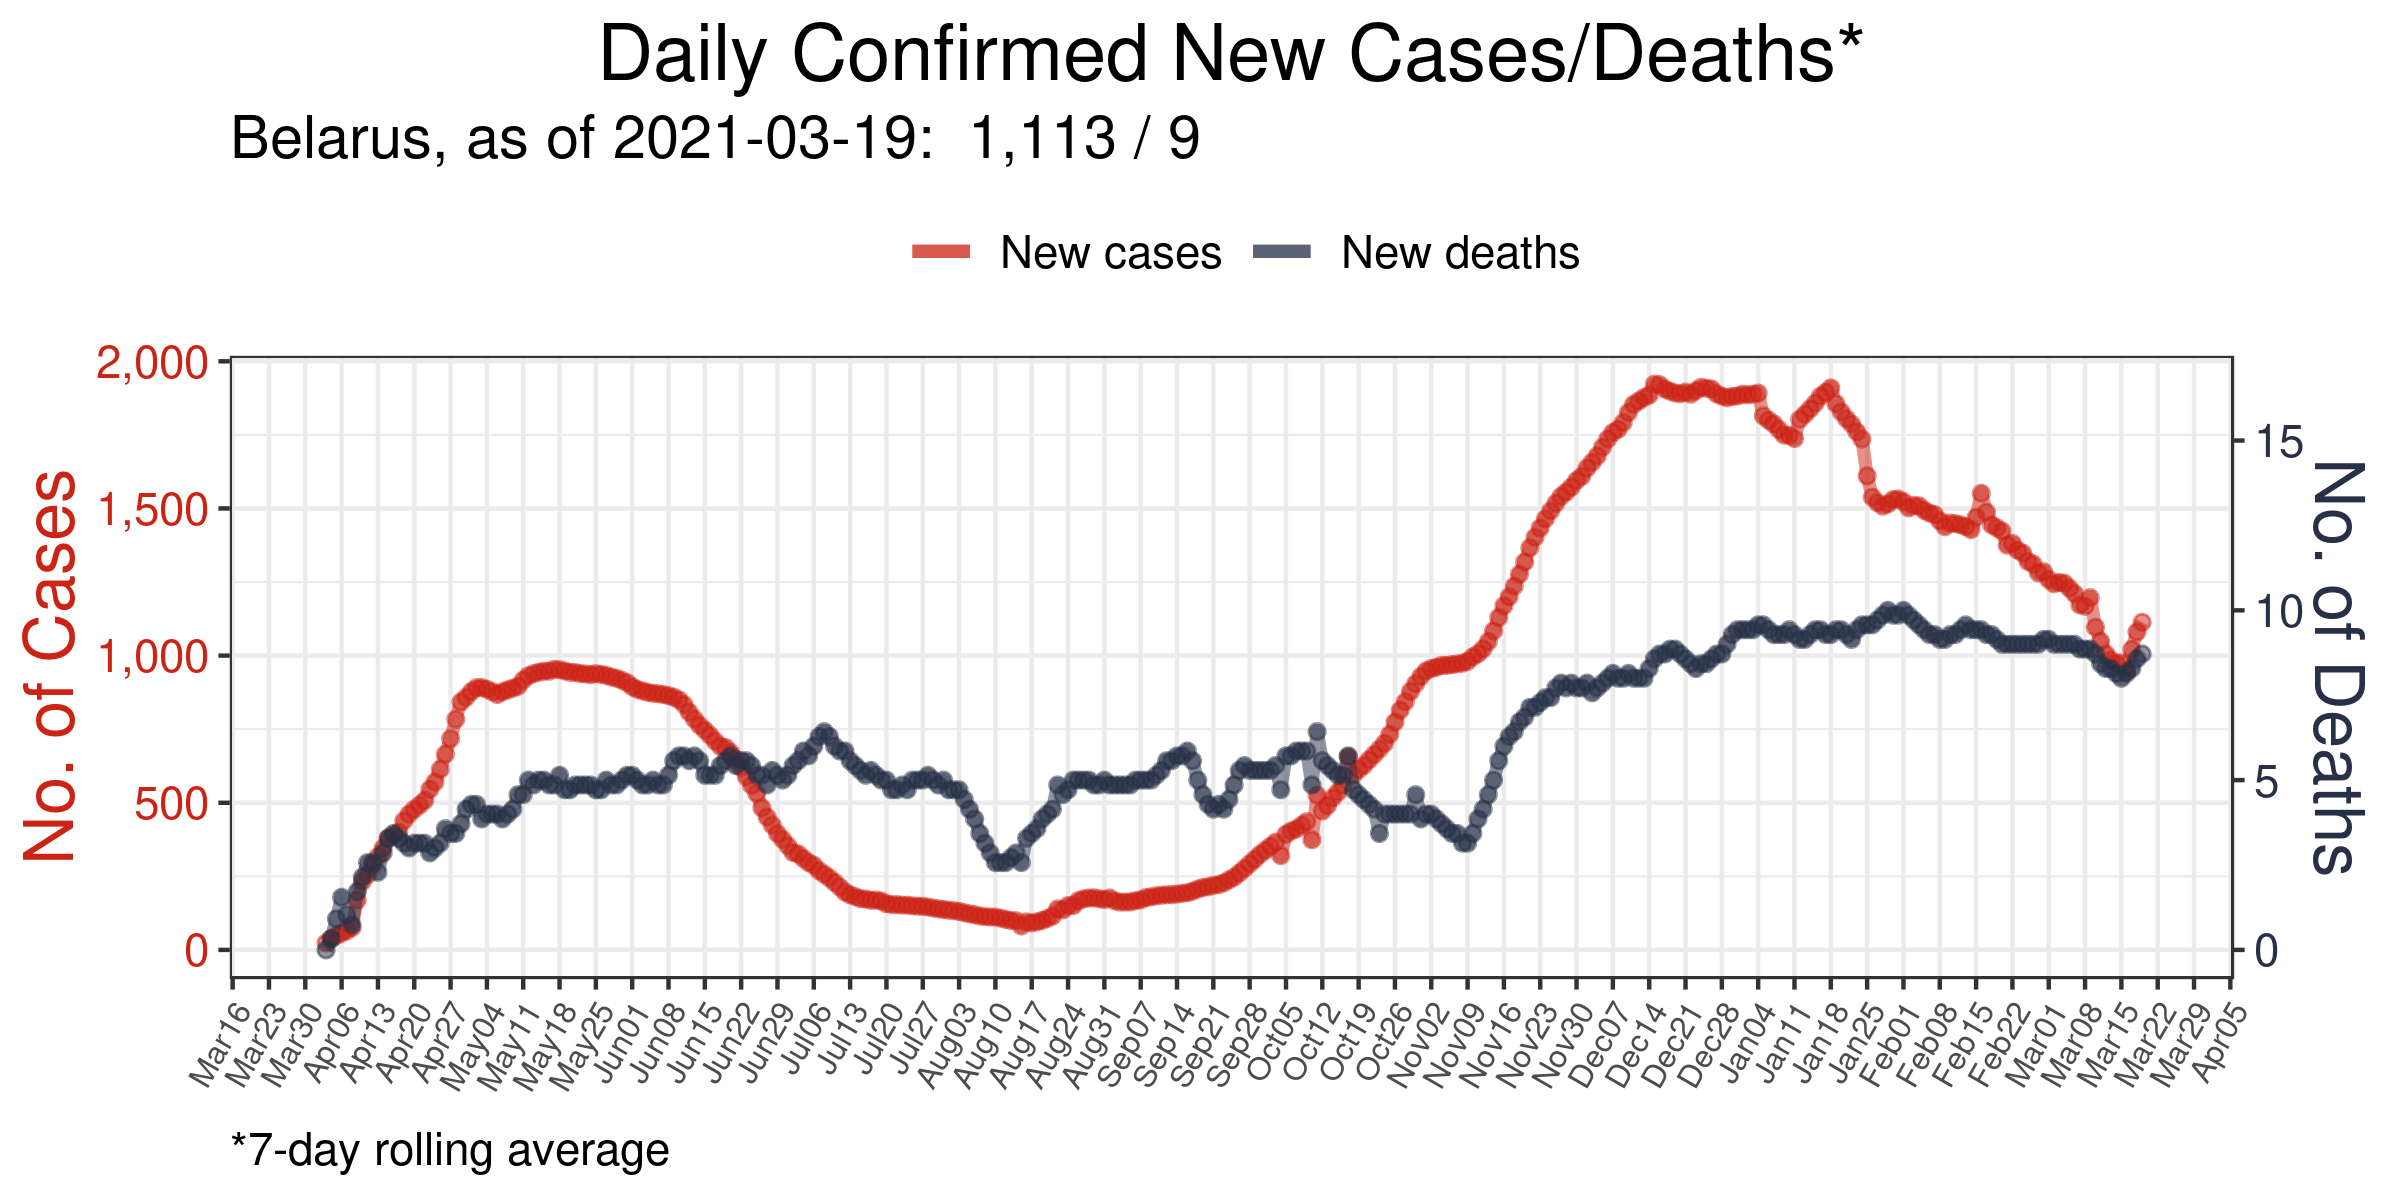 Daily Confirmed New Cases/Deaths*
Belarus, as of 2021-03-19:  1,113 / 9
New cases
New deaths
No. of Cases
2,000
1,500
1,000
500
0
15
10
5
0
No. of Deaths
Mar16
Mar23
Mar30
Apr06
Apr13
Apr20
Apr27
May04
May11
May18
May25
Jun01
Jun08
Jun15
Jun22
Jun29
Jul06
Jul13
Jul20
Jul27
Aug03
Aug10
Aug17
Aug24
Aug31
Sep07
Sep14
Sep21
Sep28
Oct05
Oct12
Oct19
Oct26
Nov02
Nov09
Nov16
Nov23
Nov30
Dec07
Dec14
Dec21
Dec28
Jan04
Jan11
Jan18
Jan25
Feb01
Feb08
Feb15
Feb22
Mar01
Mar08
Mar15
Mar22
Mar29
Apr05
*7-day rolling average